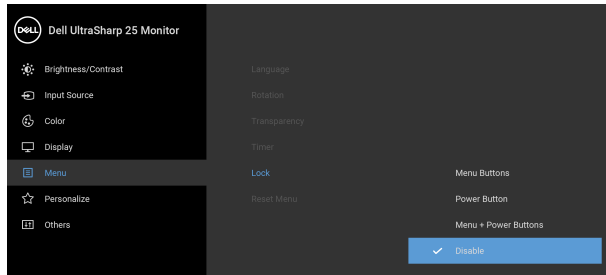 DELL Dell UltraSharp 25 Monitor
Brightness/Contrast
Input Source
Color
Display
Menu
Personalize
Others
Language
Rotation
Transparency
Timer
Lock
Reset Menu
Menu Buttons
Power Button
Menu + Power Buttons
Disable